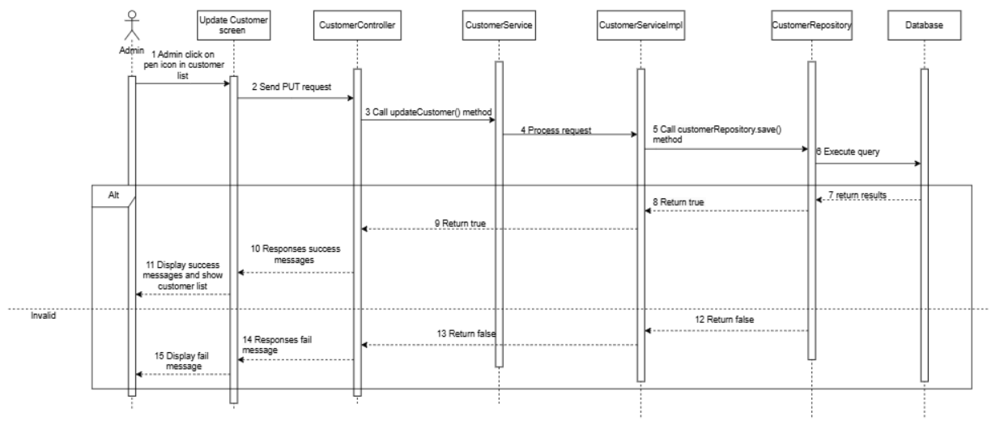 Update Customer
screen
CustomerController
CustomerService
CustomerServiceImpl
CustomerRepository
Database
Admin
1 Admin click on
pen icon in customer
list
2 Send PUT request
3 Call updateCustomer() method
4 Process request
5 Call customerRepository.save()
method
6 Execute query
Alt
7 return results
8 Return true
9 Return true
10 Responses success
messages
11 Display success
messages and show
customer list
Invalid
12 Return false
13 Return false
14 Responses fail
message
15 Display fail
message